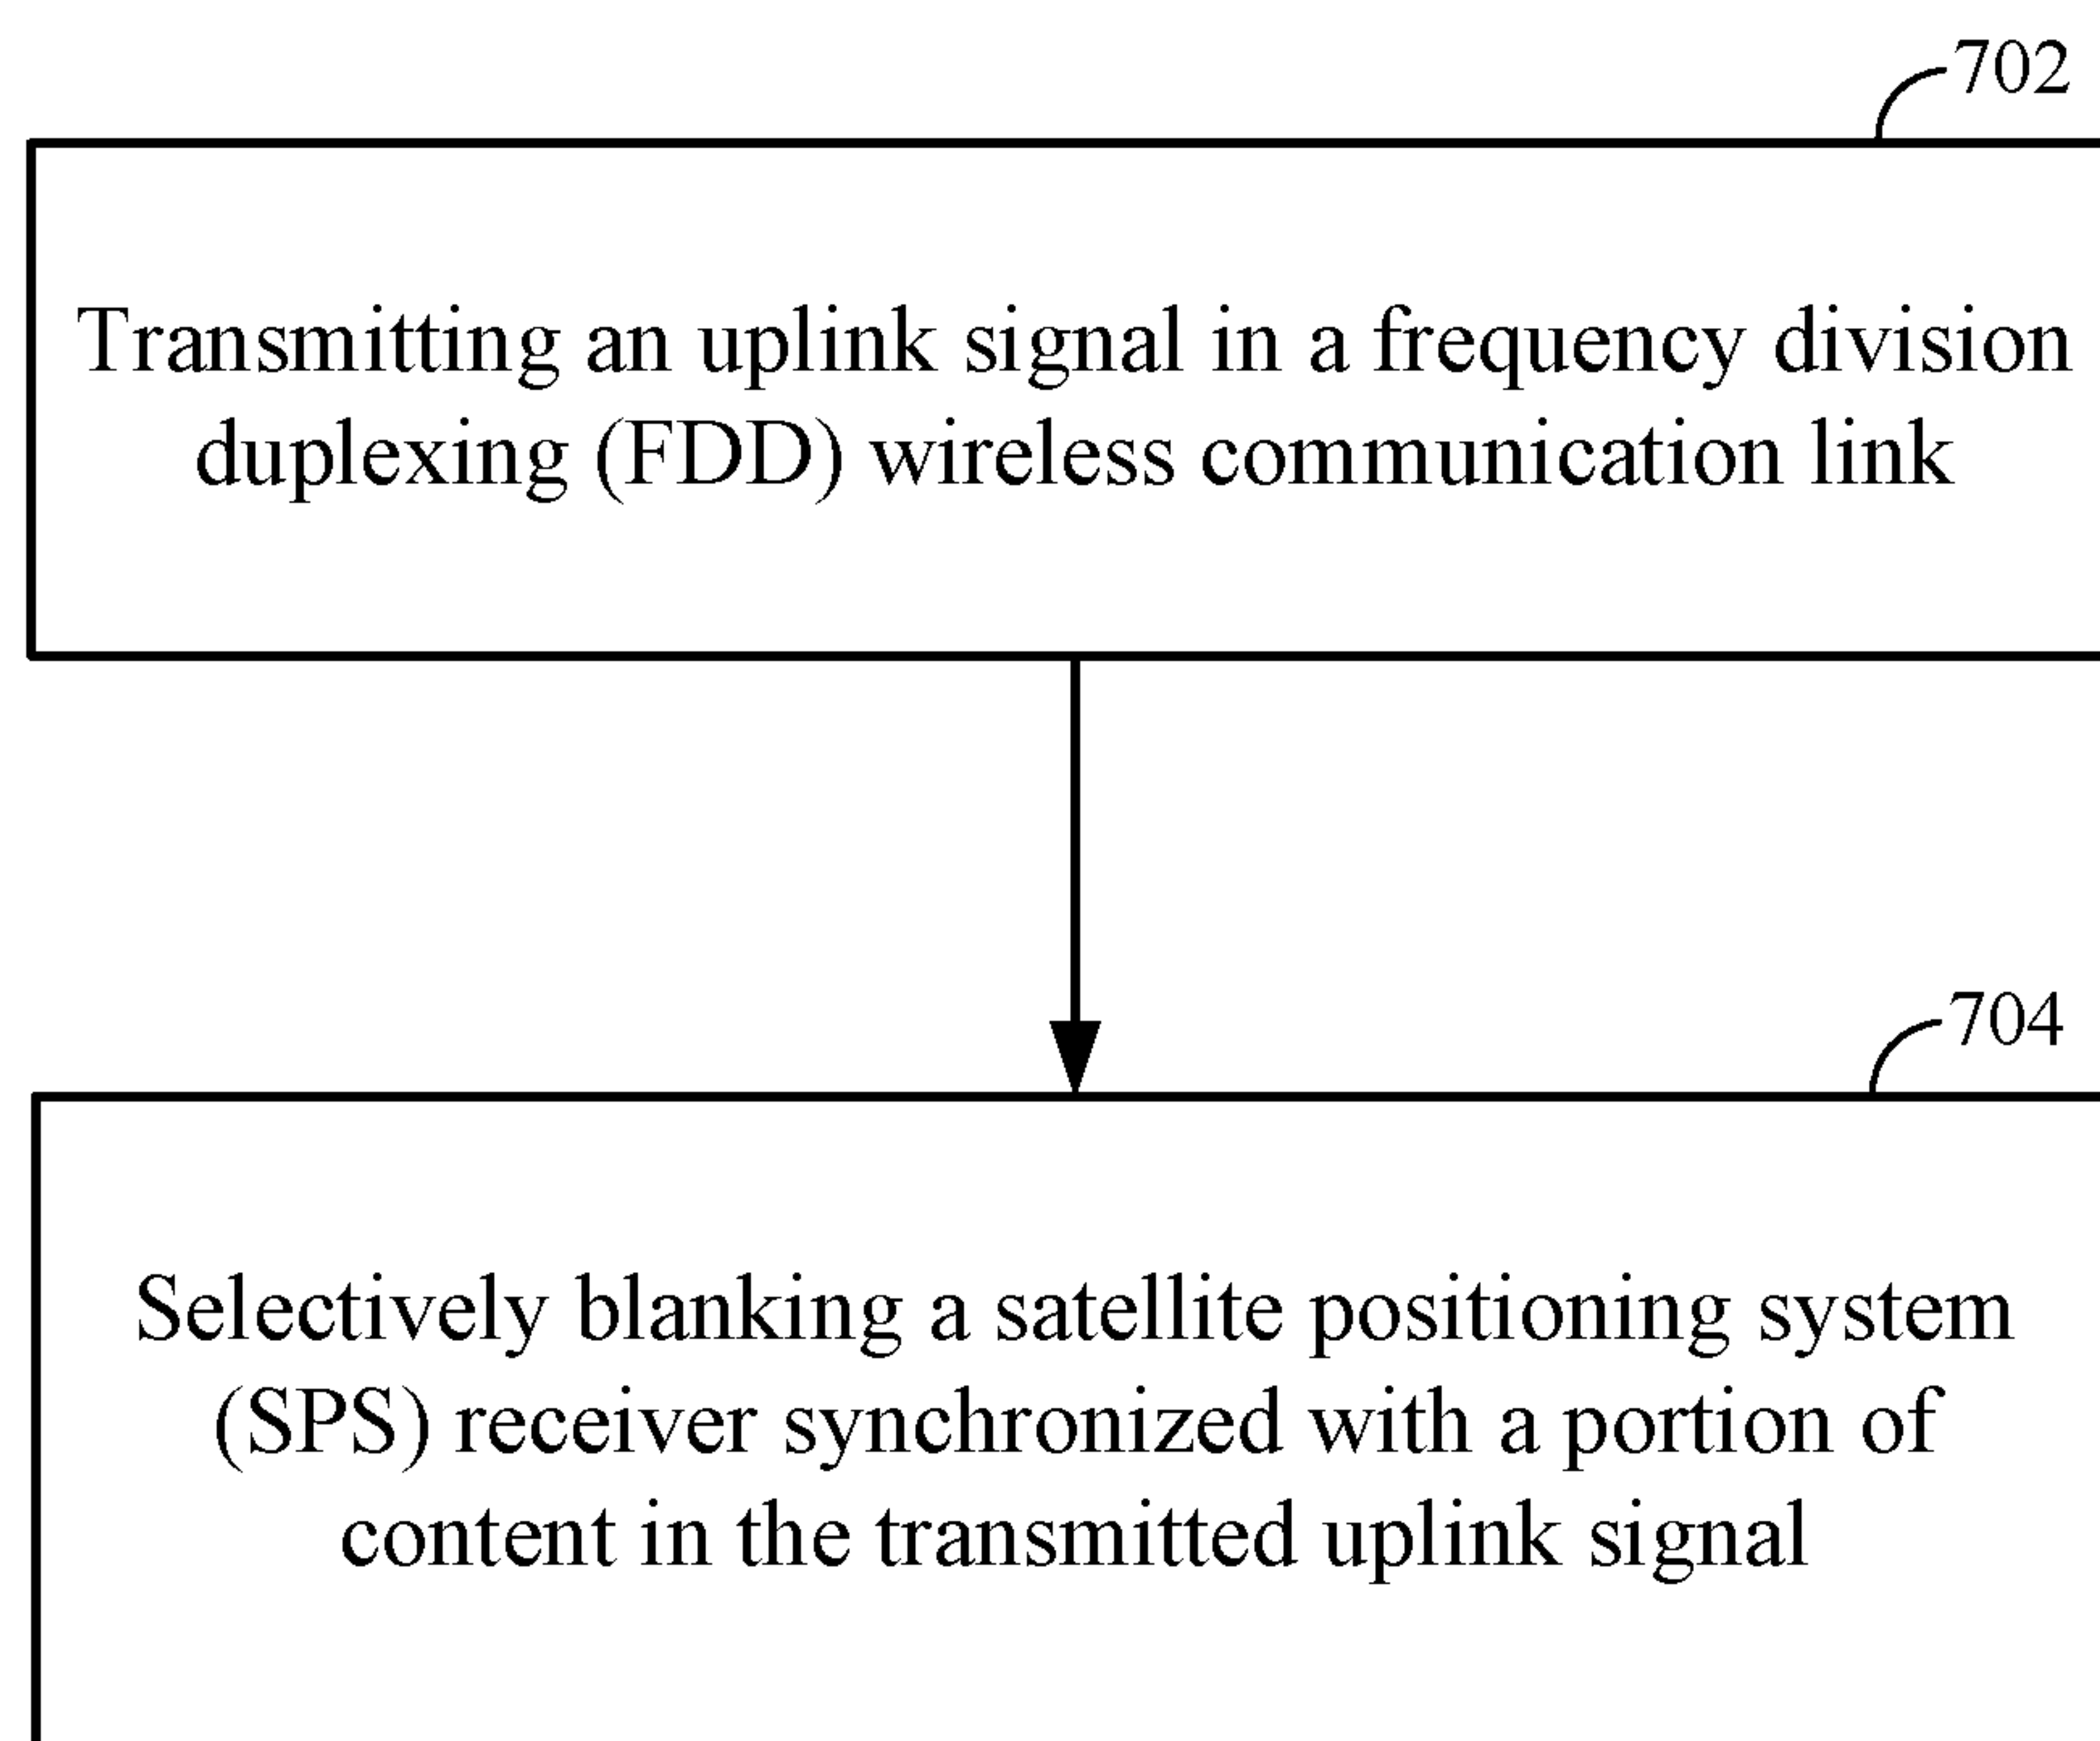 702
Transmitting an uplink signal in a frequency division
duplexing (FDD) wireless communication link
704
Selectively blanking a satellite positioning system
(SPS) receiver synchronized with a portion of
content in the transmitted uplink signal